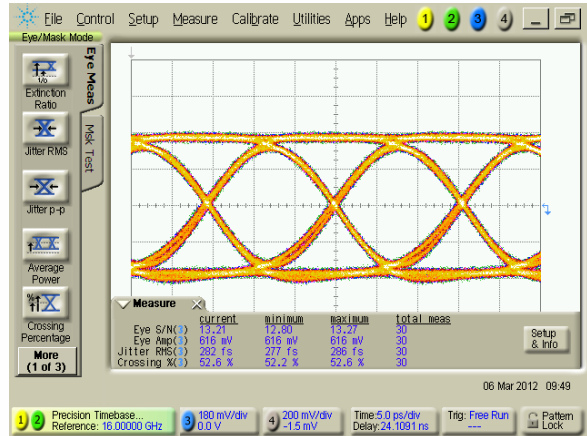 File Control Setup Measure Calibrate Utilities Apps Help 1 2 3 4
Eye/Mask Mode
Eye Meas
Msk Test
1/0
Extinction
Ratio
Jitter RMS
Jitter p-p
Average
Power
%
Crossing
Percentage
More
(1 of 3)
Measure
current minimum maximum total meas
Eye S/N(3) 13.21 12.80 13.27 30
Eye Amp(3) 616 mV 616 mV 616 mV 30
Jitter RMS(3) 282 fs 277 fs 286 fs 30
Crossing %(3) 52.6 % 52.2 % 52.6 % 30
Setup
& Info
06 Mar 2012 09:49
1 2 Precision Timebase...
Reference: 16.00000 GHz
3 180 mV/div
0.0 V
4 200 mV/div
-1.5 mV
Time:5.0 ps/div
Delay:24.1091 ns
Trig: Free Run
---
Pattern
Lock